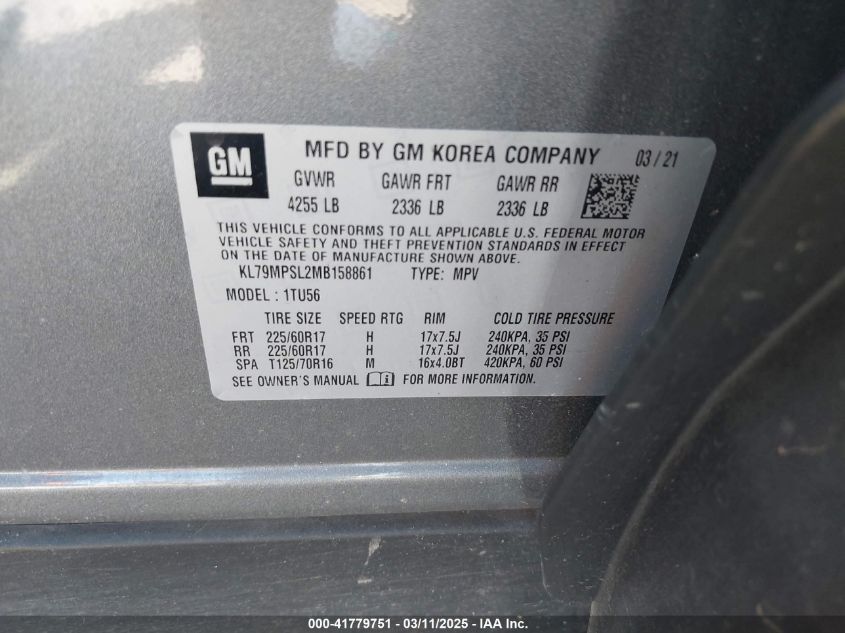 GM MFD BY GM KOREA COMPANY 03 / 21
GVWR GAWR FRT GAWR RR
4255 LB 2336 LB 2336 LB
THIS VEHICLE CONFORMS TO ALL APPLICABLE U.S. FEDERAL MOTOR
VEHICLE SAFETY AND THEFT PREVENTION STANDARDS IN EFFECT
ON THE DATE OF MANUFACTURE SHOWN ABOVE.
KL79MPSL2MB158861 TYPE: MPV
MODEL : 1TU56
TIRE SIZE SPEED RTG RIM COLD TIRE PRESSURE
FRT 225/60R17 H 17x7.5J 240KPA, 35 PSI
RR 225/60R17 H 17x7.5J 240KPA, 35 PSI
SPA T125/70R16 M 16x4.0BT 420KPA, 60 PSI
SEE OWNER'S MANUAL FOR MORE INFORMATION.
000-41779751 - 03/11/2025 - IAAI.com